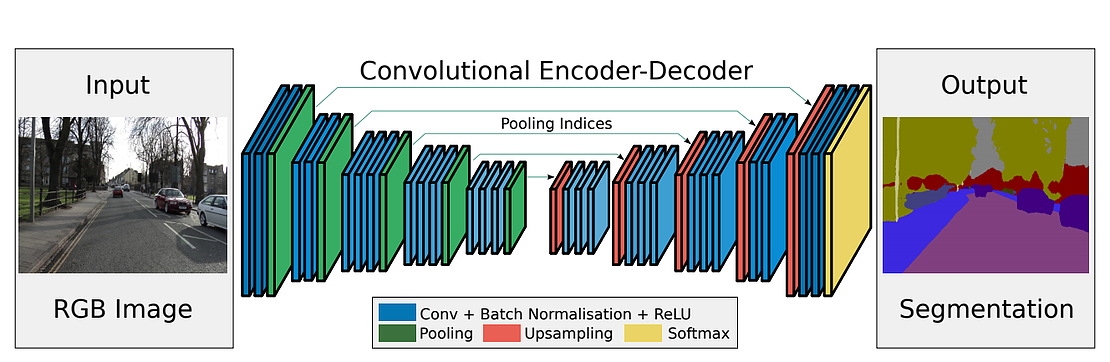 Input
RGB Image
Convolutional Encoder-Decoder
Pooling Indices
Conv + Batch Normalisation + ReLU
Pooling Upsampling Softmax
Output
Segmentation